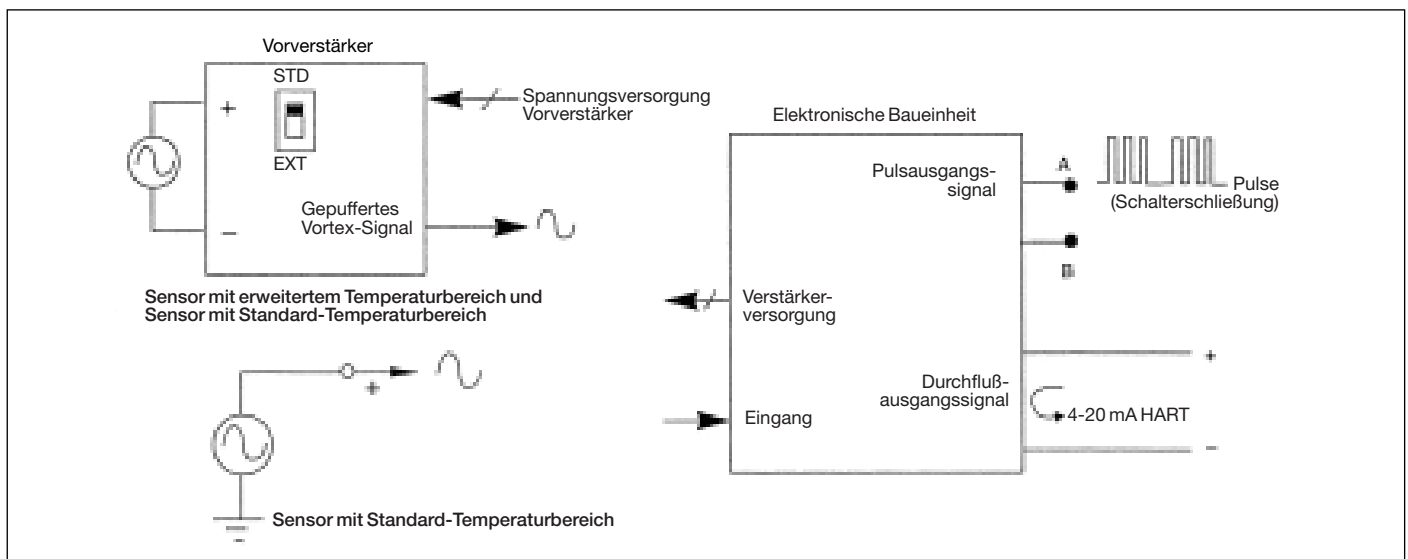 Vorverstärker
STD
+
EXT
–
Spannungsversorgung
Vorverstärker
Gepuffertes
Vortex-Signal
Sensor mit erweitertem Temperaturbereich und
Sensor mit Standard-Temperaturbereich
+
Sensor mit Standard-Temperaturbereich
Elektronische Baueinheit
Pulsausgangs-
signal
A
Pulse
(Schalterschließung)
B
Verstärker-
versorgung
Durchfluß-
ausgangssignal
+
4-20 mA HART
–
Eingang